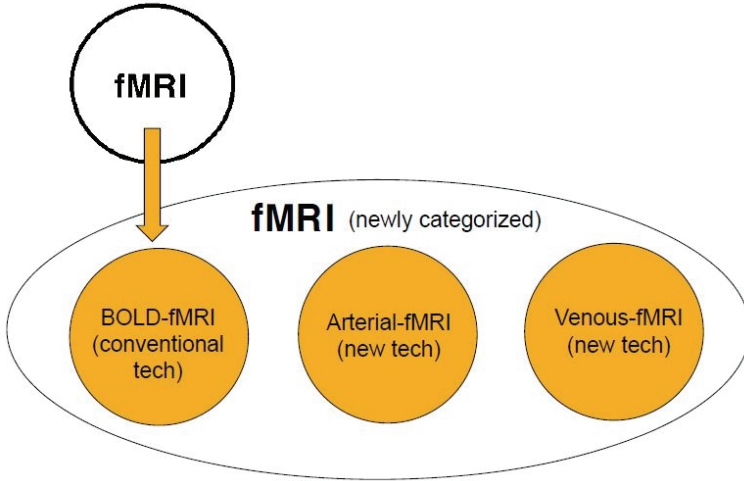 fMRI
fMRI (newly categorized)
BOLD-fMRI
(conventional
tech)
Arterial-fMRI
(new tech)
Venous-fMRI
(new tech)